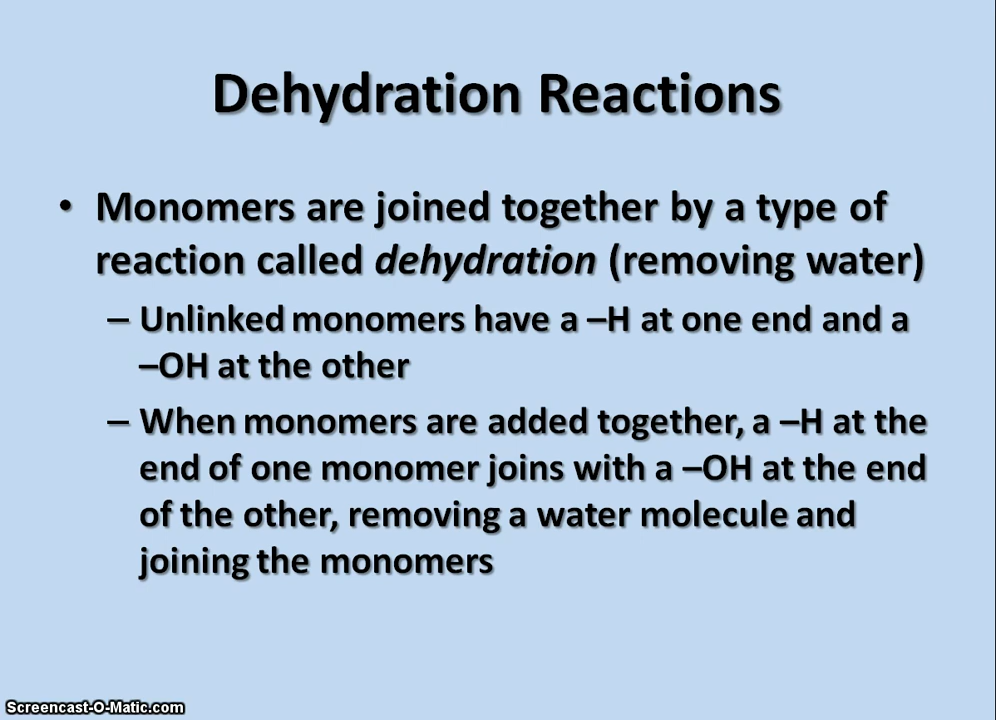 Dehydration Reactions
• Monomers are joined together by a type of
reaction called dehydration (removing water)
– Unlinked monomers have a –H at one end and a
–OH at the other
– When monomers are added together, a –H at the
end of one monomer joins with a –OH at the end
of the other, removing a water molecule and
joining the monomers
Screencast-O-Matic.com